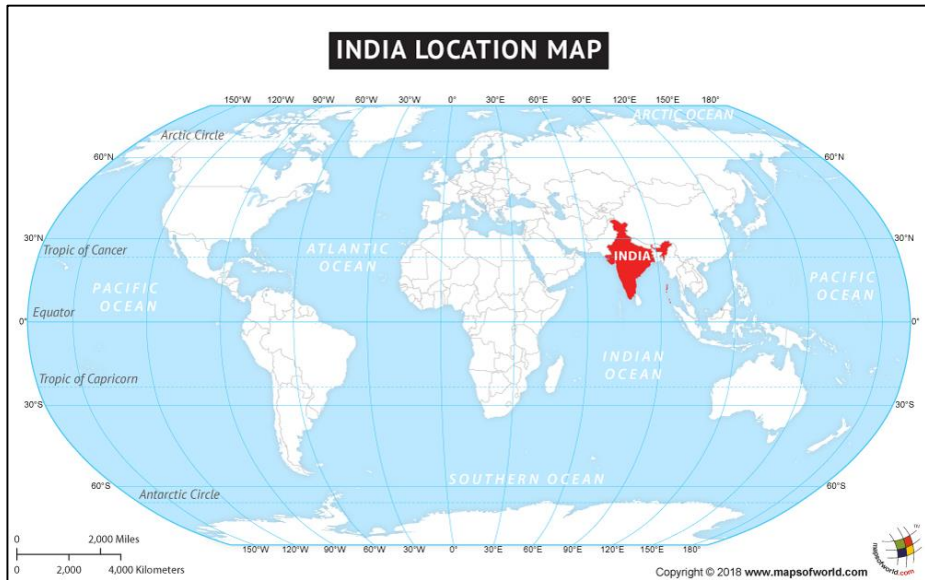 INDIA LOCATION MAP
150°W 120°W 90°W 60°W 30°W 0° 30°E 60°E 90°E 120°E 150°E 180°
ARCTIC OCEAN
Arctic Circle
60°N 60°N
30°N 30°N
Tropic of Cancer
ATLANTIC
OCEAN
INDIA
PACIFIC
OCEAN
PACIFIC
OCEAN
Equator
0° 0°
INDIAN
OCEAN
Tropic of Capricorn
30°S 30°S
SOUTHERN OCEAN
60°S 60°S
Antarctic Circle
150°W 120°W 90°W 60°W 30°W 0° 30°E 60°E 90°E 120°E 150°E 180°
0 2,000 Miles
0 2,000 4,000 Kilometers
Copyright © 2018 www.mapsofworld.com
mapsofworld.com